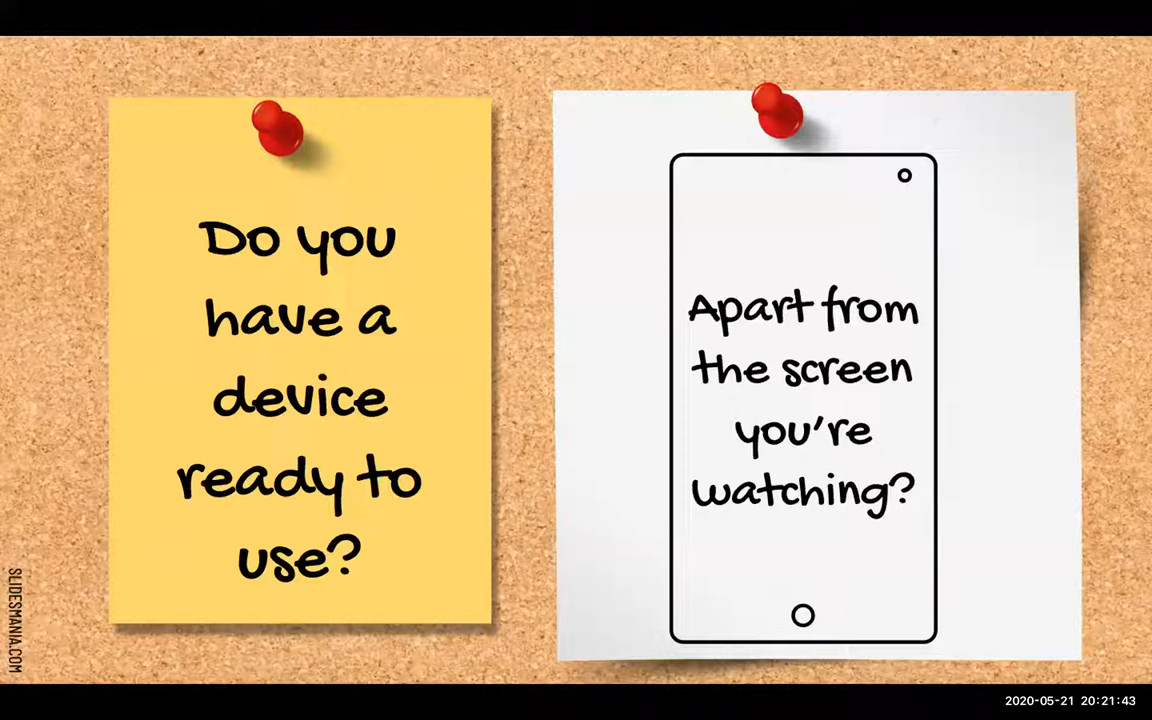 Do you
have a
device
ready to
use?
Apart from
the screen
you're
watching?
SLIDESMANIA.COM
2020-05-21 20:21:43